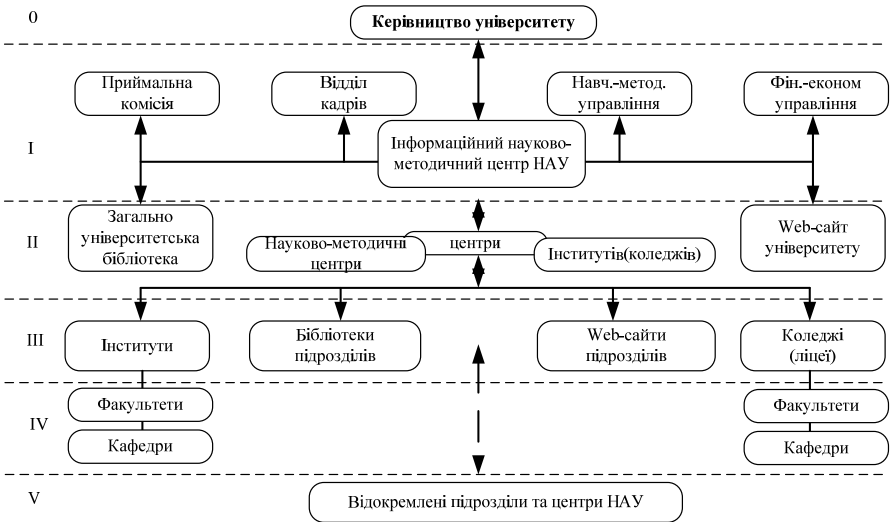 0
Керівництво університету
Приймальна
комісія
Відділ
кадрів
Навч.-метод.
управління
Фін.-економ
управління
I
Інформаційний науково-
методичний центр НАУ
II
Загально
університетська
бібліотека
Науково-методичні
центри
центри
Інститутів(коледжів)
Web-сайт
університету
III
Інститути
Бібліотеки
підрозділів
Web-сайти
підрозділів
Коледжі
(ліцеї)
IV
Факультети
Кафедри
Факультети
Кафедри
V
Відокремлені підрозділи та центри НАУ